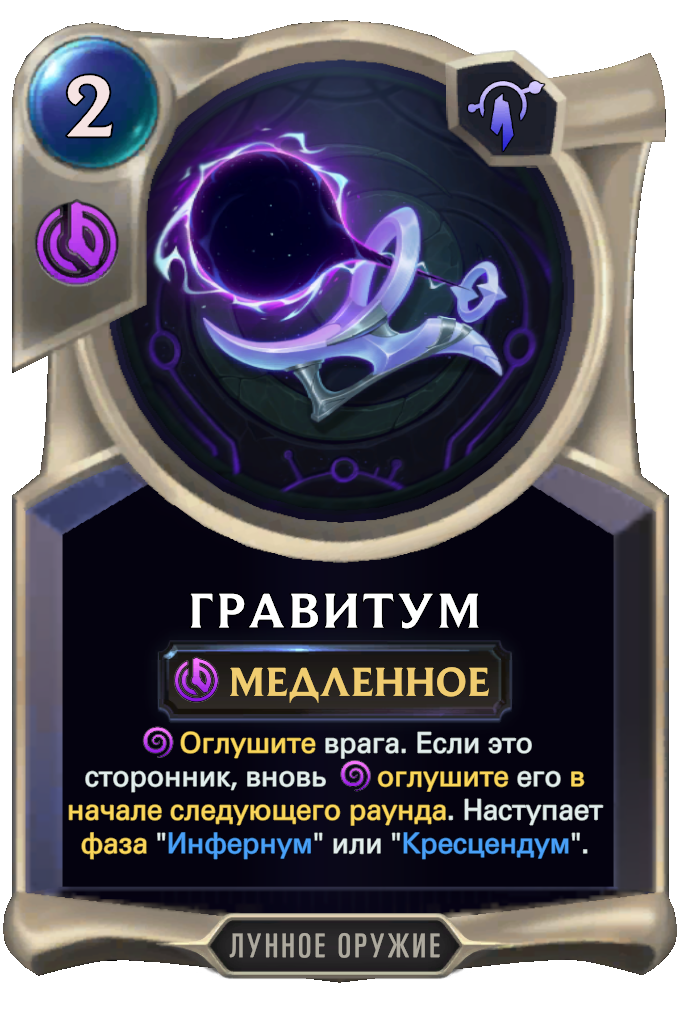 2
ГРАВИТУМ
МЕДЛЕННОЕ
Оглушите врага. Если это
сторонник, вновь оглушите его в
начале следующего раунда. Наступает
фаза "Инфернум" или "Кресцендум".
ЛУННОЕ ОРУЖИЕ